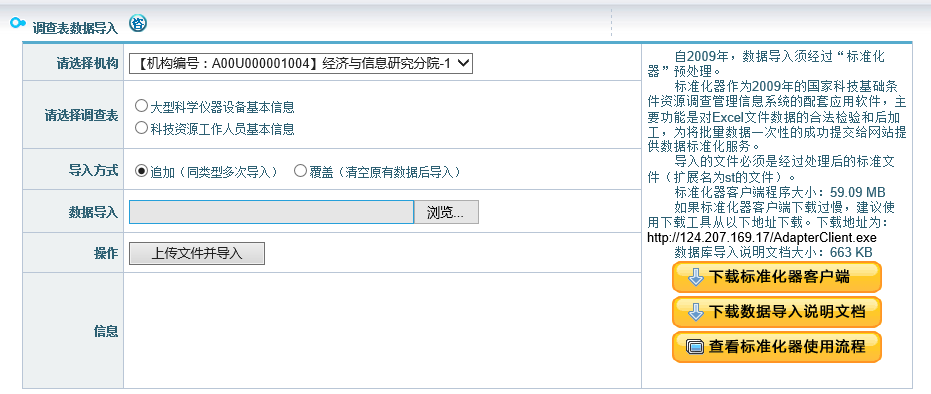 调查表数据导入
咨
请选择机构
【机构编号：A00U000001004】经济与信息研究分院-1
请选择调查表
大型科学仪器设备基本信息
科技资源工作人员基本信息
导入方式
追加（同类型多次导入）
覆盖（清空原有数据后导入）
数据导入
浏览...
操作
上传文件并导入
信息
自2009年，数据导入须经过“标准化
器”预处理。
标准化器作为2009年的国家科技基础条
件资源调查管理信息系统的配套应用软件，主
要功能是对Excel文件数据的合法检验和后加
工，为将批量数据一次性的成功提交给网站提
供数据标准化服务。
导入的文件必须是经过处理后的标准文
件（扩展名为st的文件）。
标准化器客户端程序大小：59.09 MB
如果标准化器客户端下载过慢，建议使
用下载工具从以下地址下载。下载地址为：
http://124.207.169.17/AdapterClient.exe
数据库导入说明文档大小：663 KB
下载标准化器客户端
下载数据导入说明文档
查看标准化器使用流程